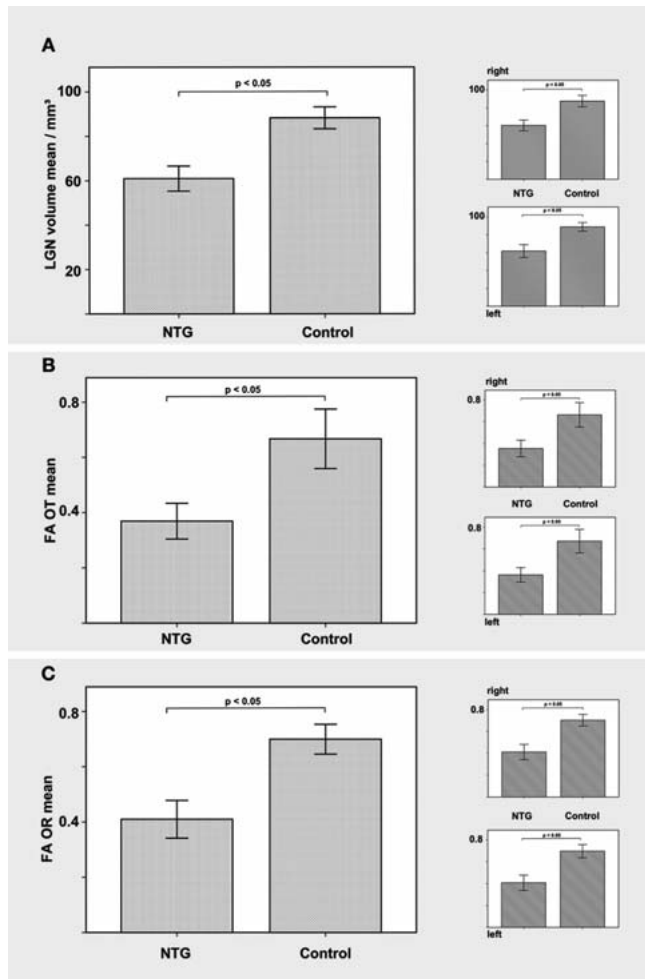 A
LGN volume mean / mm³
100
60
20
p < 0.05
NTG
Control
right
100
p < 0.05
NTG
Control
100
p < 0.05
left
B
FA OT mean
0.8
0.4
p < 0.05
NTG
Control
right
0.8
p < 0.05
NTG
Control
0.8
p < 0.05
left
C
FA OR mean
0.8
0.4
p < 0.05
NTG
Control
right
0.8
p < 0.05
NTG
Control
0.8
p < 0.05
left